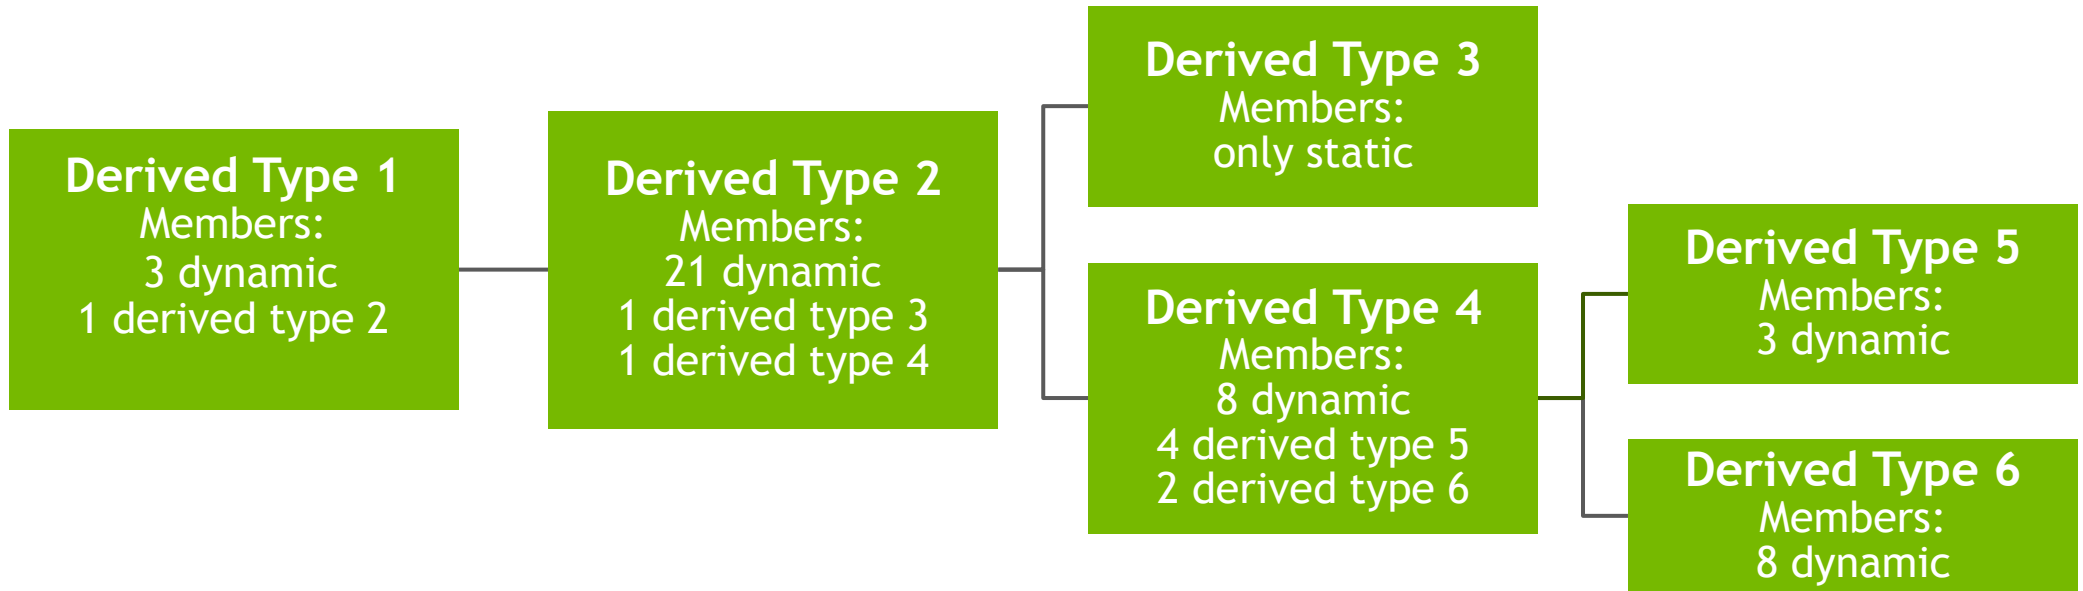 Derived Type 1
Members:
3 dynamic
1 derived type 2
Derived Type 2
Members:
21 dynamic
1 derived type 3
1 derived type 4
Derived Type 3
Members:
only static
Derived Type 4
Members:
8 dynamic
4 derived type 5
2 derived type 6
Derived Type 5
Members:
3 dynamic
Derived Type 6
Members:
8 dynamic